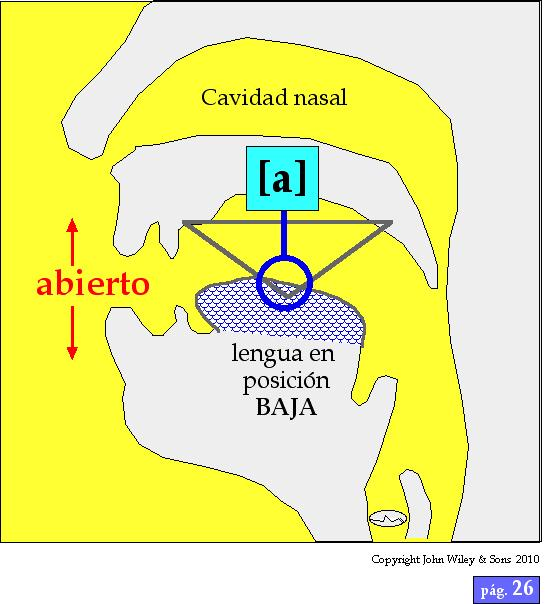 Cavidad nasal
[a]
abierto
lengua en
posición
BAJA
Copyright John Wiley & Sons 2010
pág. 26